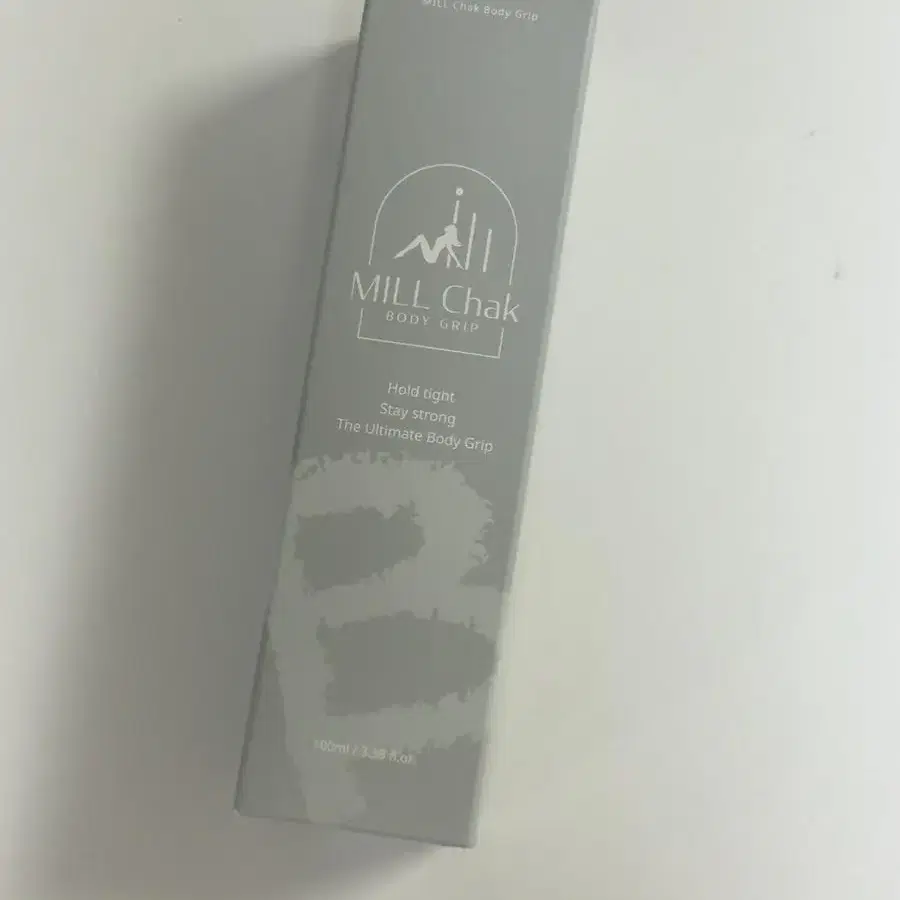 MILL Chak Body Grip
mill
MILL Chak
BODY GRIP
Hold tight
Stay strong
The Ultimate Body Grip
100ml / 3.38 fl.oz